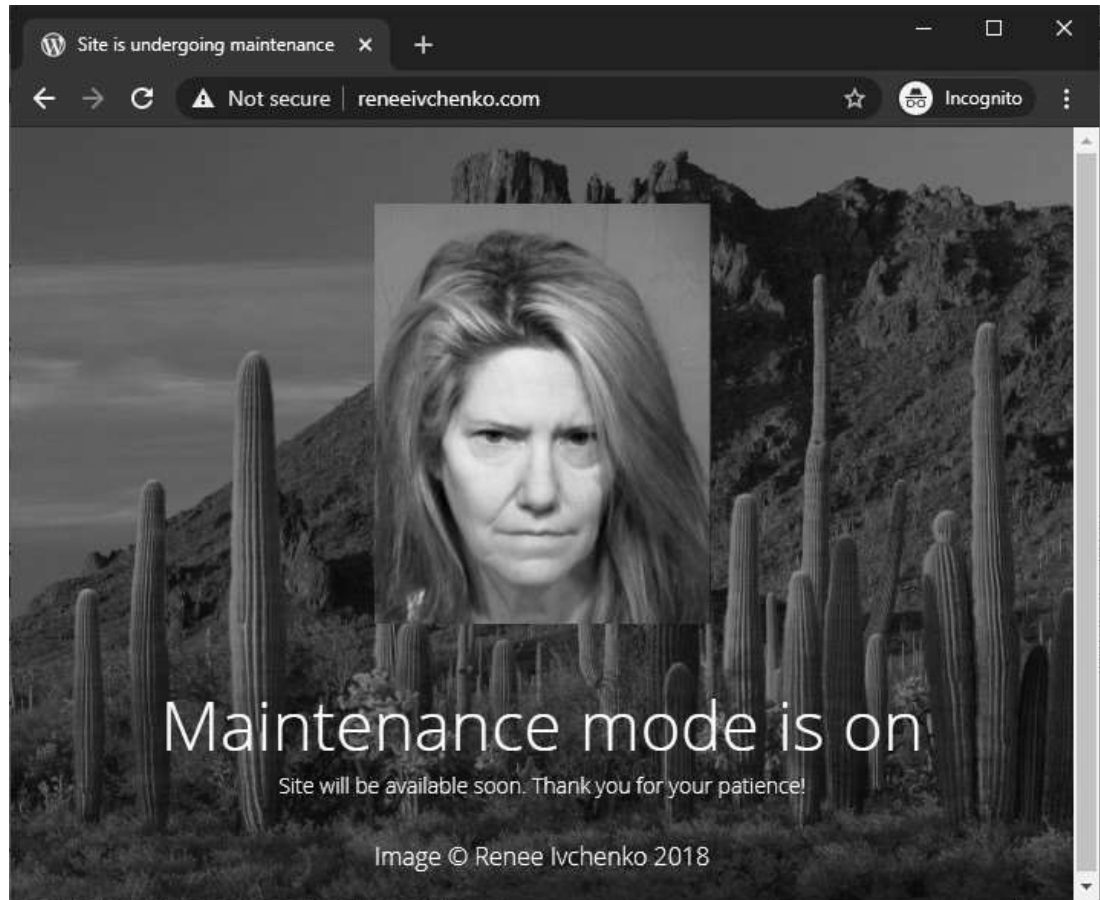 Site is undergoing maintenance
Not secure reneeivchenko.com Incognito
Maintenance mode is on
Site will be available soon. Thank you for your patience!
Image © Renee Ivchenko 2018